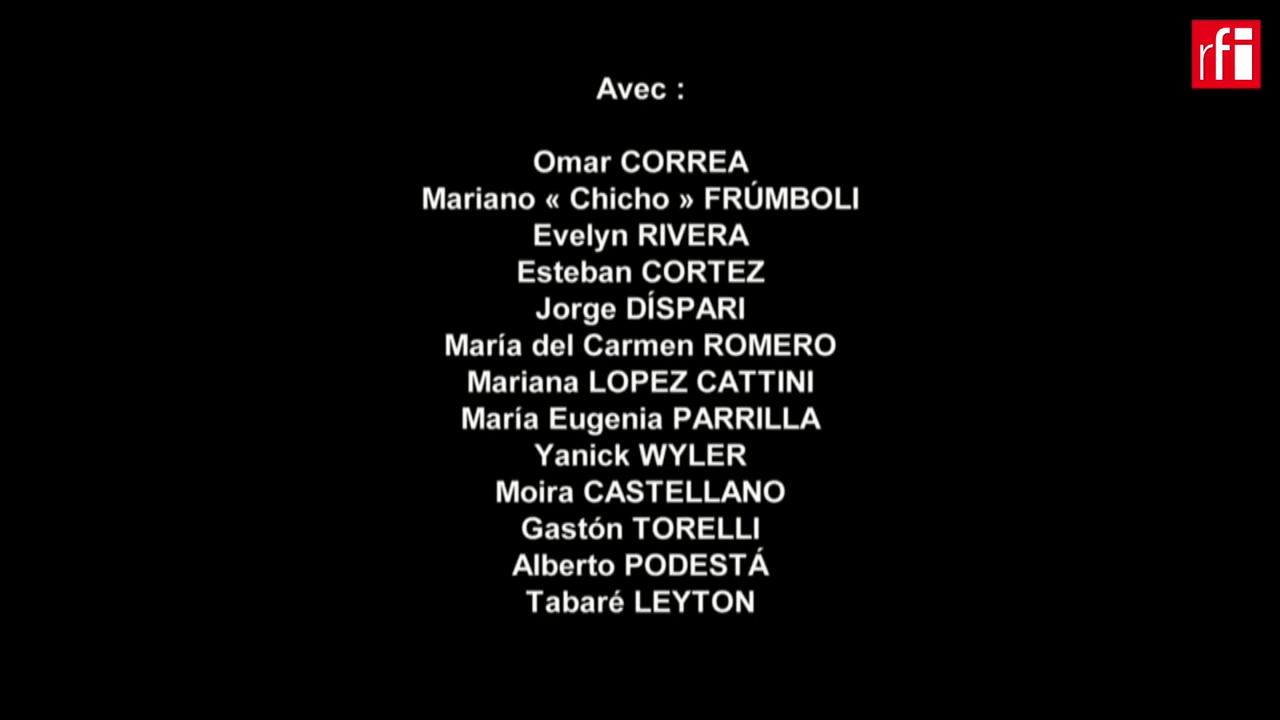 rfi
Avec :
Omar CORREA
Mariano « Chicho » FRÚMBOLI
Evelyn RIVERA
Esteban CORTEZ
Jorge DÍSPARI
María del Carmen ROMERO
Mariana LOPEZ CATTINI
María Eugenia PARRILLA
Yanick WYLER
Moira CASTELLANO
Gastón TORELLI
Alberto PODESTÁ
Tabaré LEYTON